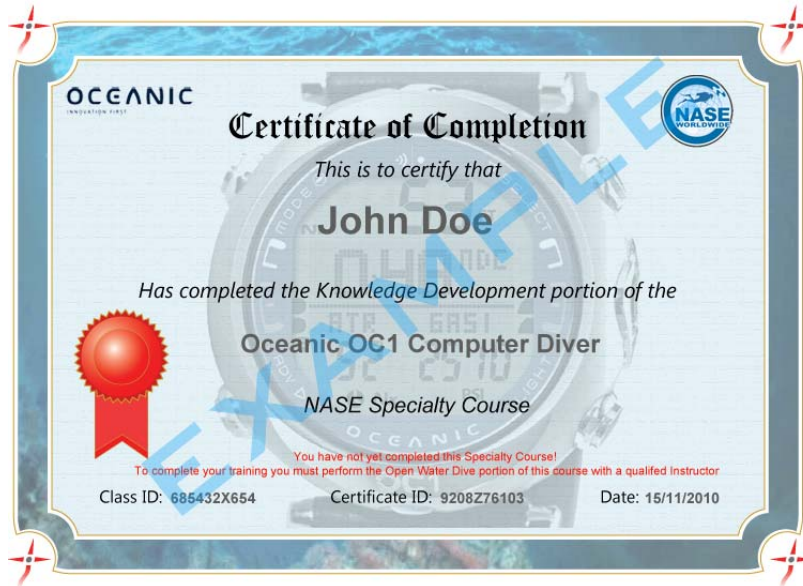 OCEANIC
INNOVATION FIRST
NASE
WORLDWIDE
Certificate of Completion
This is to certify that
John Doe
Has completed the Knowledge Development portion of the
Oceanic OC1 Computer Diver
NASE Specialty Course
You have not yet completed this Specialty Course!
To complete your training you must perform the Open Water Dive portion of this course with a qualifed Instructor
Class ID: 685432X654
Certificate ID: 9208Z76103
Date: 15/11/2010
EXAMPLE
MODE
OCEANIC
PSI